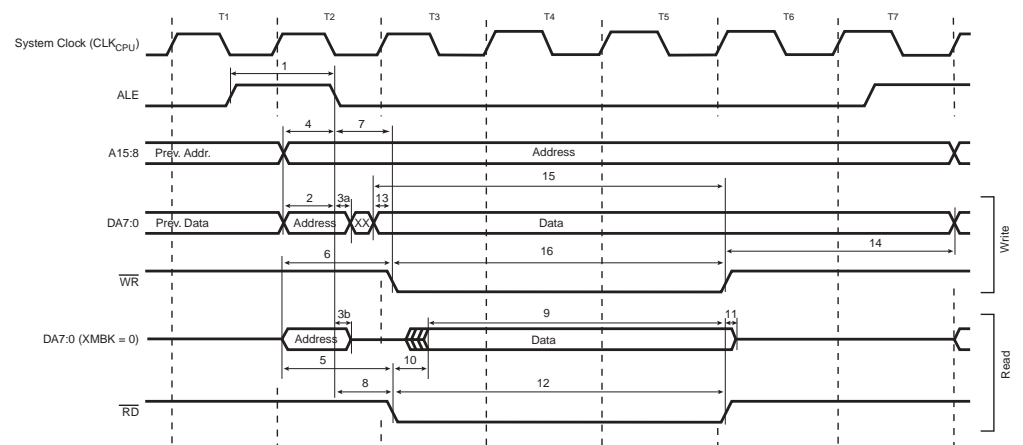 T1 T2 T3 T4 T5 T6 T7
System Clock (CLKCPU)
1
ALE
4 7
A15:8 Prev. Addr. Address
15
2 3a 13
DA7:0 Prev. Data Address XX Data
14
6 16
WR
Write
3b 9 11
DA7:0 (XMBK = 0) Address Data
5 10
8 12
RD
Read